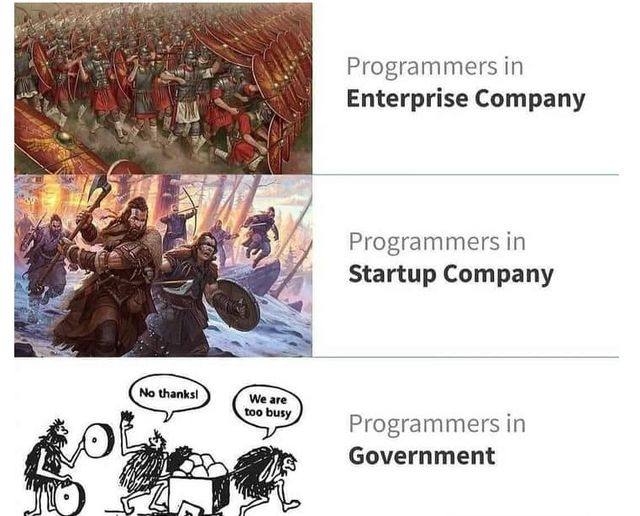 Programmers in
Enterprise Company
Programmers in
Startup Company
No thanks!
We are
too busy
Programmers in
Government